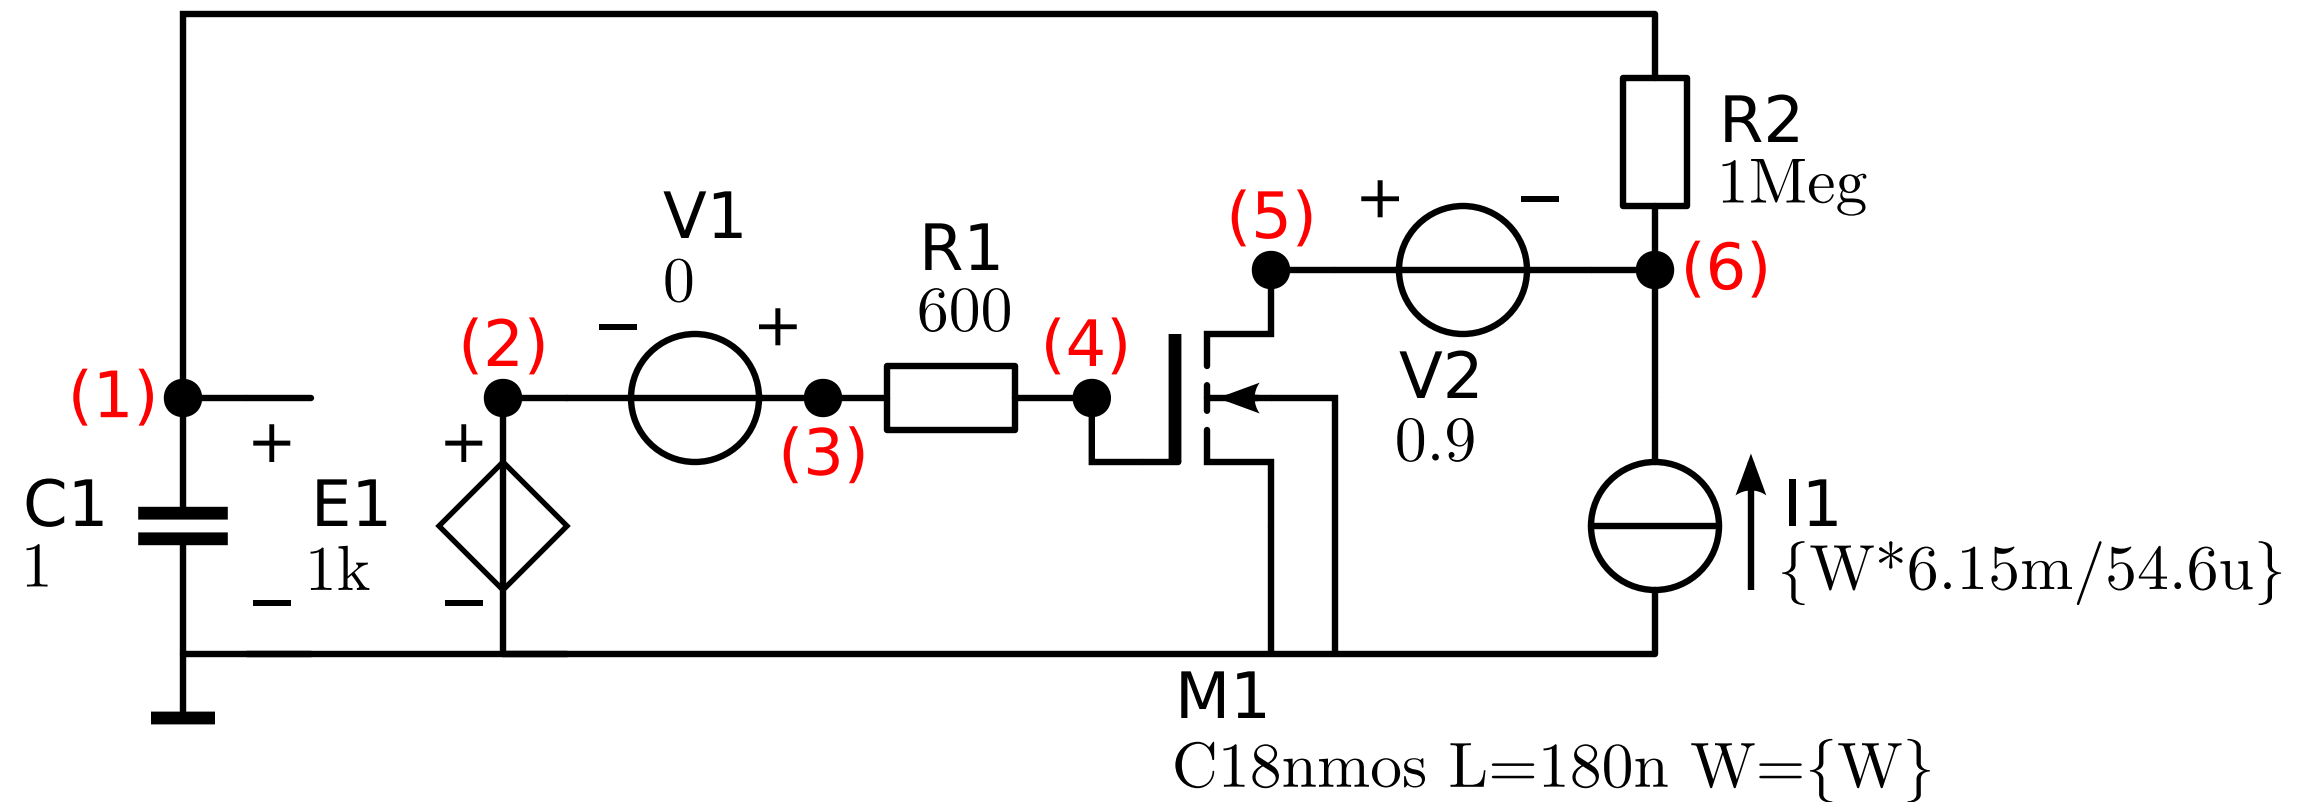 R2
1Meg
V1
0
(5)
+ −
R1
600
(6)
(2)
− +
(4)
(1)
V2
0.9
+
+
(3)
C1
1
E1
1k
I1
{W*6.15m/54.6u}
−
−
M1
C18nmos L=180n W={W}